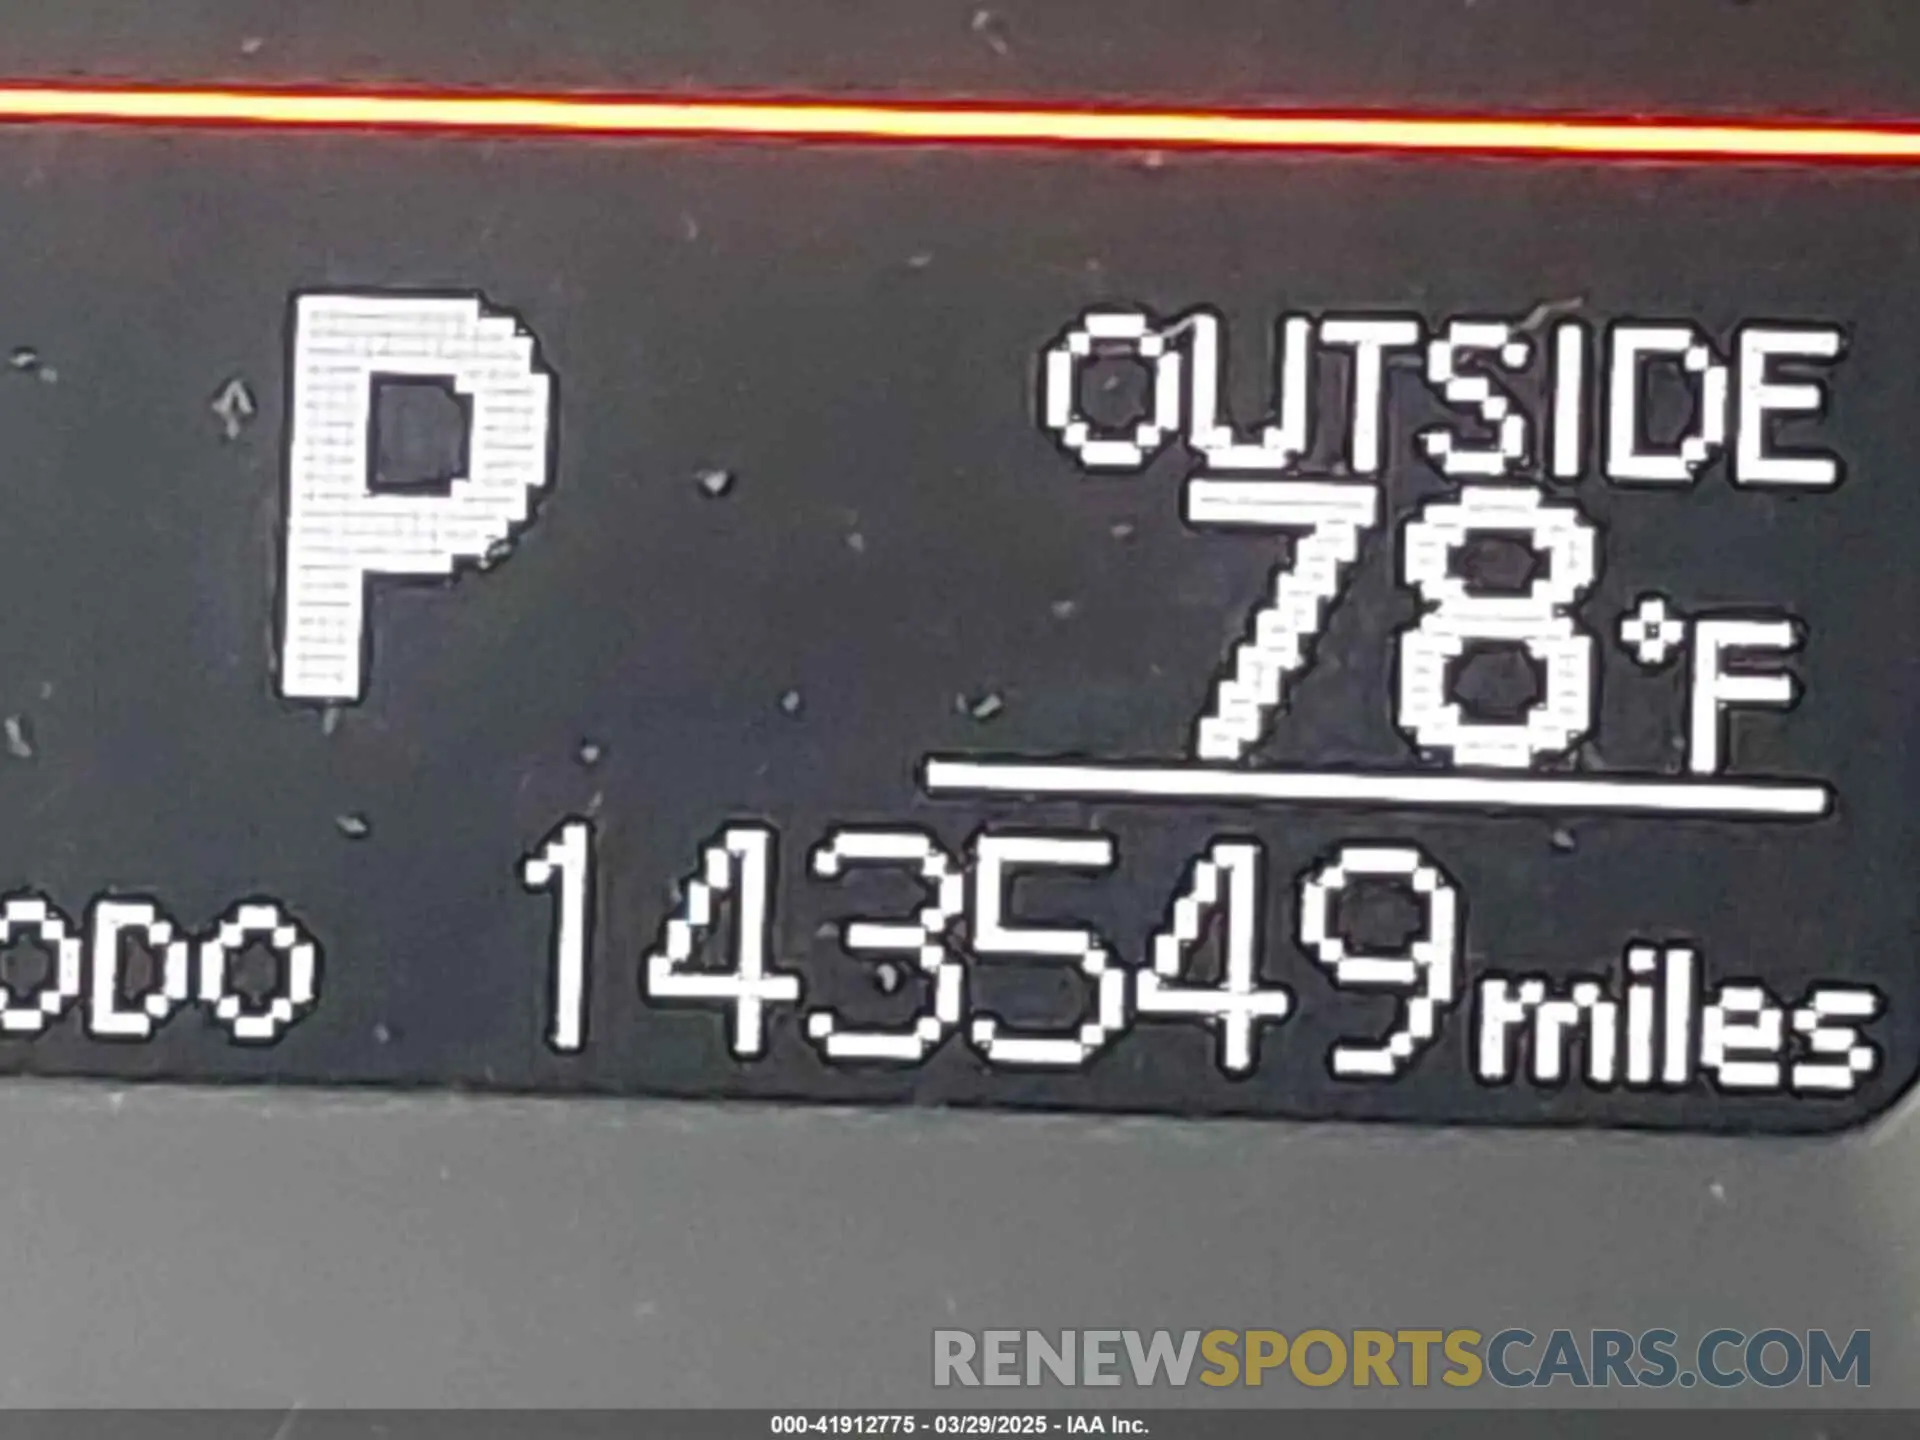 P
OUTSIDE
78°F
ODO 143549 miles
RENEWSPORTSCARS.COM
000-41912775 - 03/29/2025 - IAA Inc.